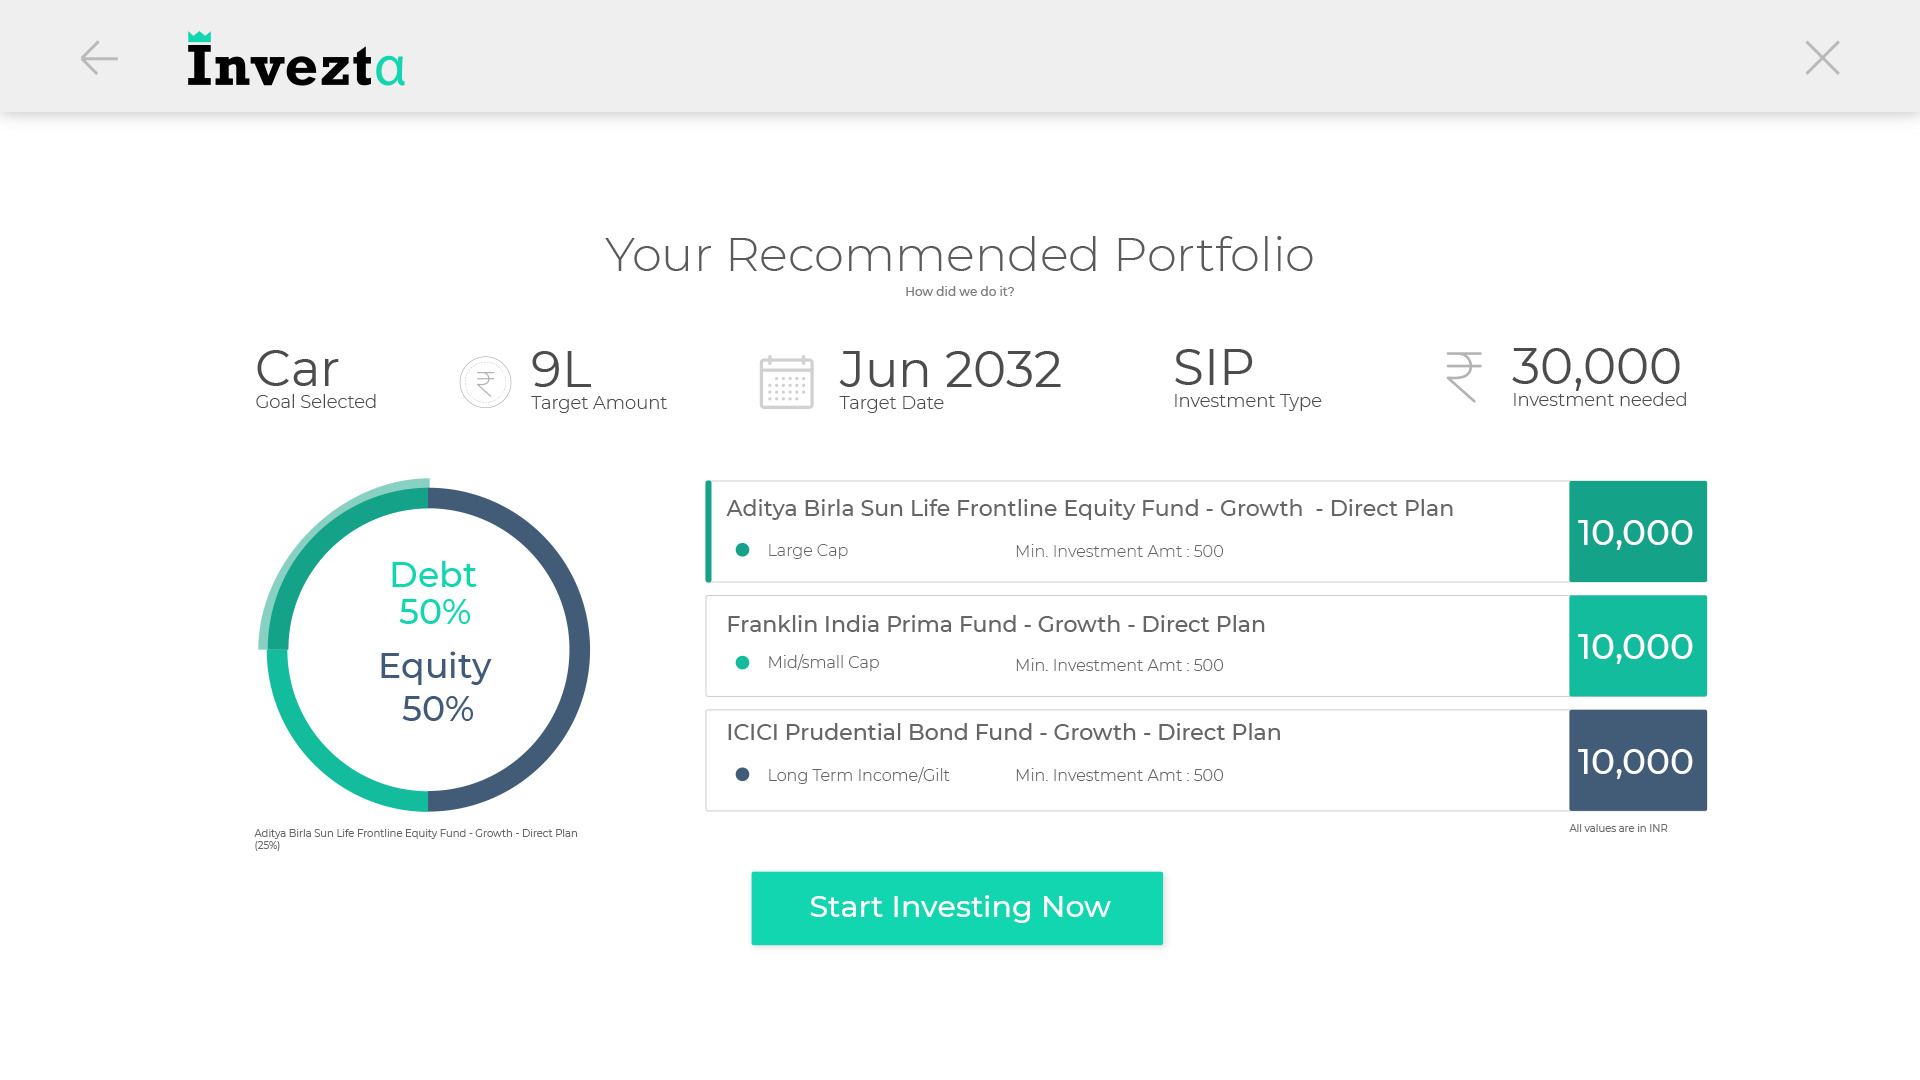 Invezta
Your Recommended Portfolio
How did we do it?
Car
Goal Selected
9L
Target Amount
Jun 2032
Target Date
SIP
Investment Type
30,000
Investment needed
Debt
50%
Equity
50%
Aditya Birla Sun Life Frontline Equity Fund - Growth - Direct Plan
(25%)
Aditya Birla Sun Life Frontline Equity Fund - Growth - Direct Plan
Large Cap
Min. Investment Amt : 500
10,000
Franklin India Prima Fund - Growth - Direct Plan
Mid/small Cap
Min. Investment Amt : 500
10,000
ICICI Prudential Bond Fund - Growth - Direct Plan
Long Term Income/Gilt
Min. Investment Amt : 500
10,000
All values are in INR
Start Investing Now